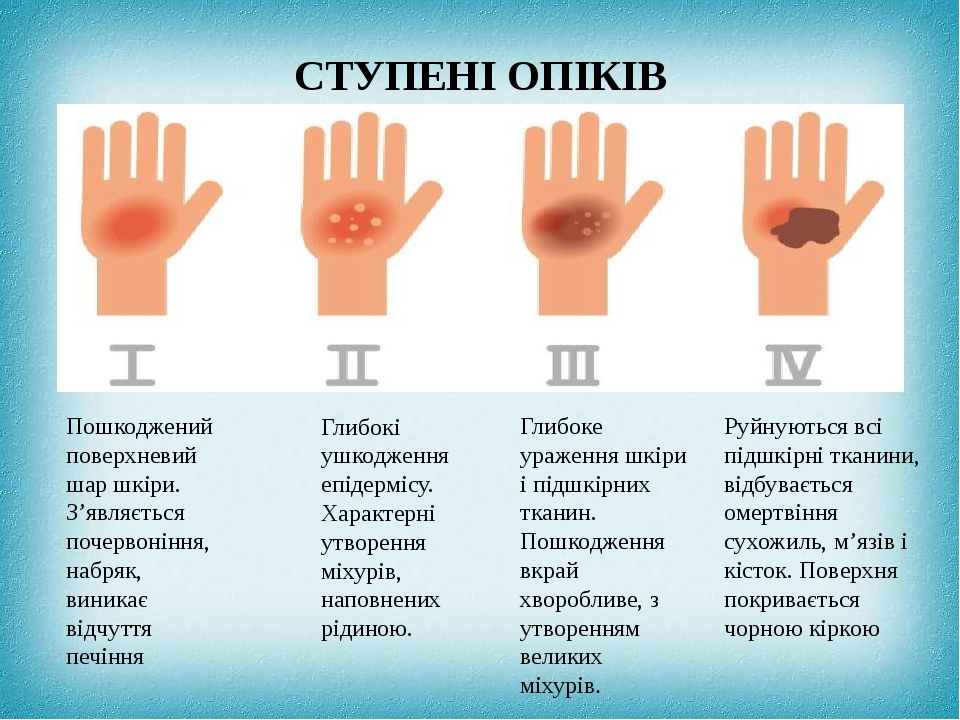 СТУПЕНІ ОПІКІВ
I
II
III
IV
Пошкоджений
поверхневий
шар шкіри.
З’являється
почервоніння,
набряк,
виникає
відчуття
печіння
Глибокі
ушкодження
епідермісу.
Характерні
утворення
міхурів,
наповнених
рідиною.
Глибоке
ураження шкіри
і підшкірних
тканин.
Пошкодження
вкрай
хворобливе, з
утворенням
великих
міхурів.
Руйнуються всі
підшкірні тканини,
відбувається
омертвіння
сухожиль, м’язів і
кісток. Поверхня
покривається
чорною кіркою